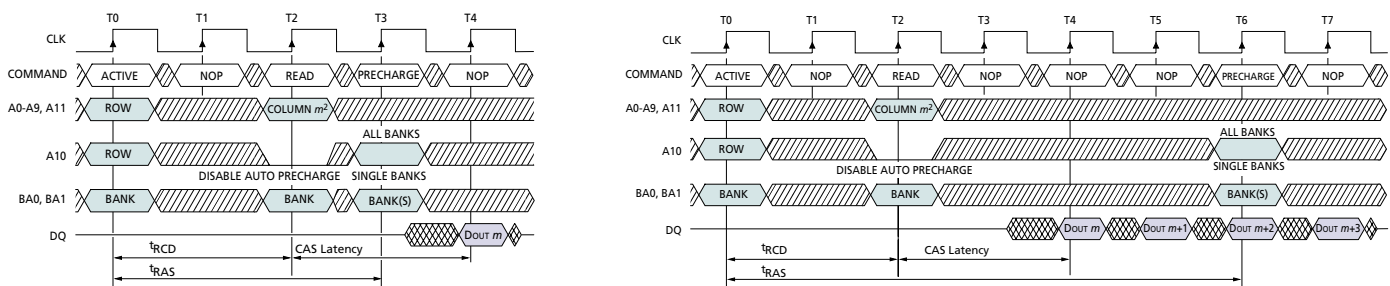 T0 T1 T2 T3 T4
CLK
COMMAND ACTIVE NOP READ PRECHARGE NOP
A0-A9, A11 ROW COLUMN m²
ALL BANKS
A10 ROW
DISABLE AUTO PRECHARGE SINGLE BANKS
BA0, BA1 BANK BANK BANK(S)
DQ DOUT m
tRCD CAS Latency
tRAS
T0 T1 T2 T3 T4 T5 T6 T7
CLK
COMMAND ACTIVE NOP READ NOP NOP NOP PRECHARGE NOP
A0-A9, A11 ROW COLUMN m²
ALL BANKS
A10 ROW
DISABLE AUTO PRECHARGE SINGLE BANKS
BA0, BA1 BANK BANK BANK(S)
DQ DOUT m DOUT m+1 DOUT m+2 DOUT m+3
tRCD CAS Latency
tRAS